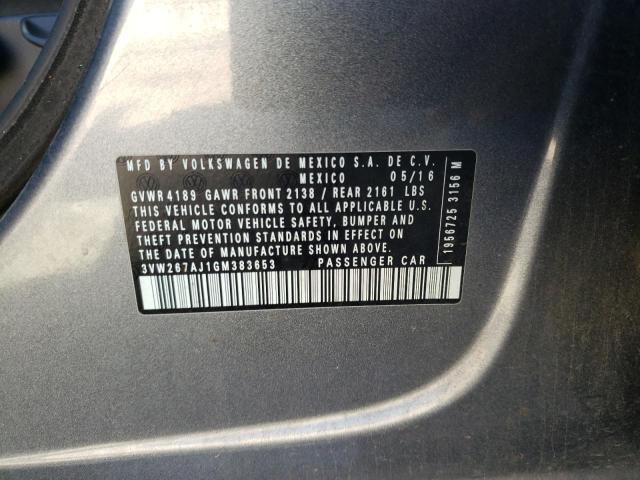 MFD BY VOLKSWAGEN DE MEXICO S.A. DE C.V.
MEXICO 05/16
GVWR 4189 GAWR FRONT 2138 / REAR 2161 LBS
THIS VEHICLE CONFORMS TO ALL APPLICABLE U.S.
FEDERAL MOTOR VEHICLE SAFETY, BUMPER AND
THEFT PREVENTION STANDARDS IN EFFECT ON
THE DATE OF MANUFACTURE SHOWN ABOVE.
3VW267AJ1GM383653 PASSENGER CAR
1956725 3156 M